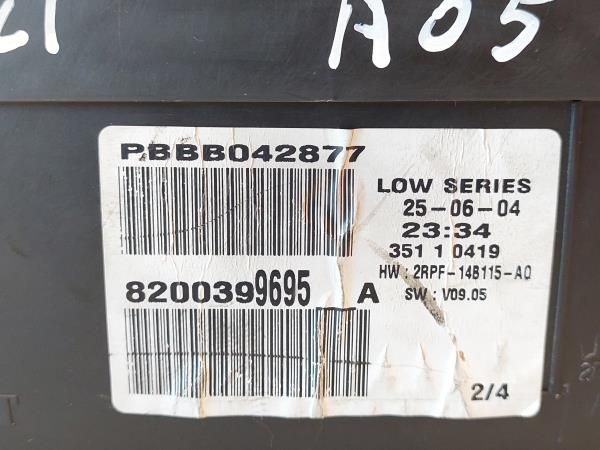 A05
PBBB042877
LOW SERIES
25-06-04
23:34
351 1 0419
HW : 2RPF-14B115-AQ
8200399695 A
SW : V09.05
2/4